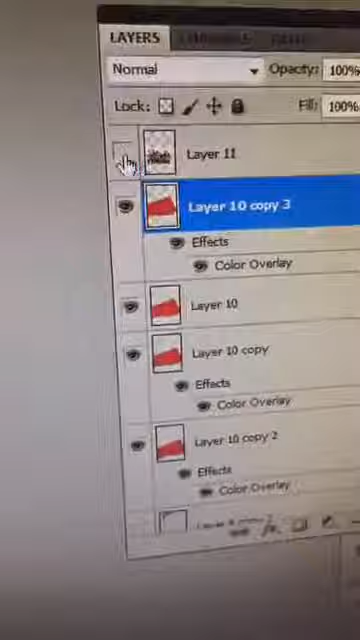 LAYERS
Normal Opacity: 100%
Lock: Fill: 100%
Layer 11
Layer 10 copy 3
Effects
Color Overlay
Layer 10
Layer 10 copy
Effects
Color Overlay
Layer 10 copy 2
Effects
Color Overlay